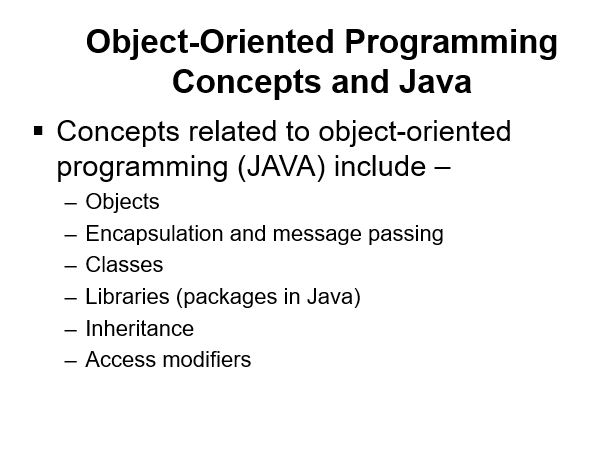 Object-Oriented Programming
Concepts and Java
▪ Concepts related to object-oriented
programming (JAVA) include –
– Objects
– Encapsulation and message passing
– Classes
– Libraries (packages in Java)
– Inheritance
– Access modifiers